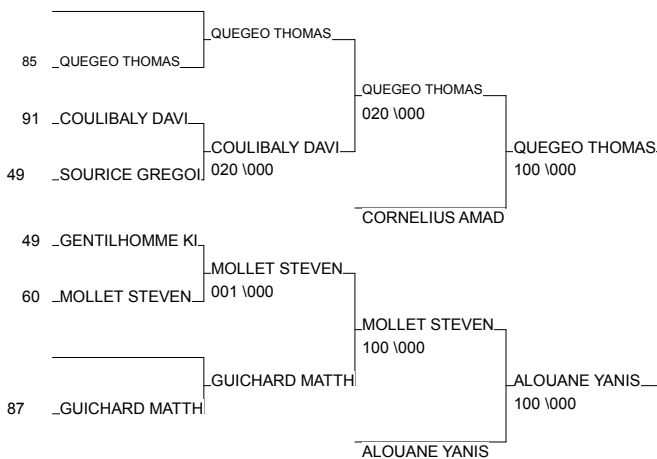 QUEGEO THOMAS
85 QUEGEO THOMAS
QUEGEO THOMAS
020 \000
91 COULIBALY DAVI
COULIBALY DAVI
020 \000
QUEGEO THOMAS
100 \000
49 SOURICE GREGOI
CORNELIUS AMAD
49 GENTILHOMME KI
MOLLET STEVEN
001 \000
60 MOLLET STEVEN
MOLLET STEVEN
100 \000
GUICHARD MATTH
ALOUANE YANIS
100 \000
87 GUICHARD MATTH
ALOUANE YANIS